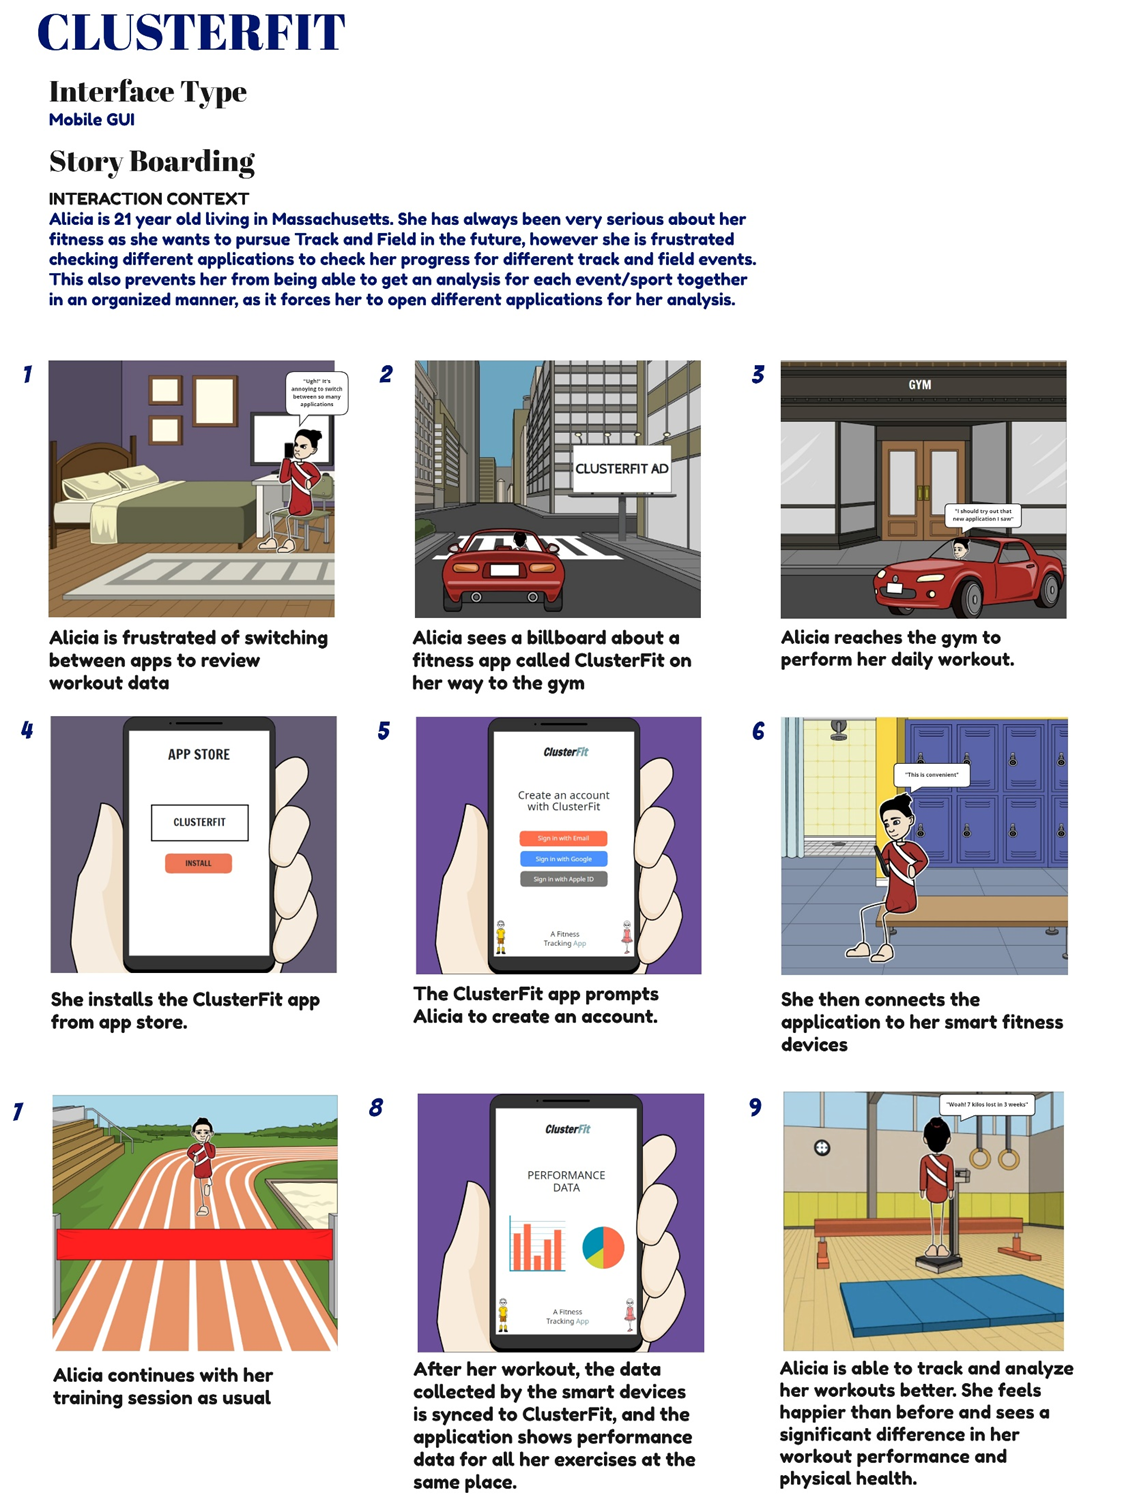 CLUSTERFIT
Interface Type
Mobile GUI
Story Boarding
INTERACTION CONTEXT
Alicia is 21 year old living in Massachusetts. She has always been very serious about her
fitness as she wants to pursue Track and Field in the future, however she is frustrated
checking different applications to check her progress for different track and field events.
This also prevents her from being able to get an analysis for each event/sport together
in an organized manner, as it forces her to open different applications for her analysis.
1
"Ugh!" It's
annoying to switch
between so many
applications
Alicia is frustrated of switching
between apps to review
workout data
2
CLUSTERFIT AD
Alicia sees a billboard about a
fitness app called ClusterFit on
her way to the gym
3
GYM
"I should try out that
new application I saw"
Alicia reaches the gym to
perform her daily workout.
4
APP STORE
CLUSTERFIT
INSTALL
She installs the ClusterFit app
from app store.
5
ClusterFit
Create an account
with ClusterFit
Sign in with Email
Sign in with Google
Sign in with Apple ID
A Fitness
Tracking App
The ClusterFit app prompts
Alicia to create an account.
6
"This is convenient"
She then connects the
application to her smart fitness
devices
7
Alicia continues with her
training session as usual
8
ClusterFit
PERFORMANCE
DATA
A Fitness
Tracking App
After her workout, the data
collected by the smart devices
is synced to ClusterFit, and the
application shows performance
data for all her exercises at the
same place.
9
"Woah! 7 kilos lost in 3 weeks"
Alicia is able to track and analyze
her workouts better. She feels
happier than before and sees a
significant difference in her
workout performance and
physical health.